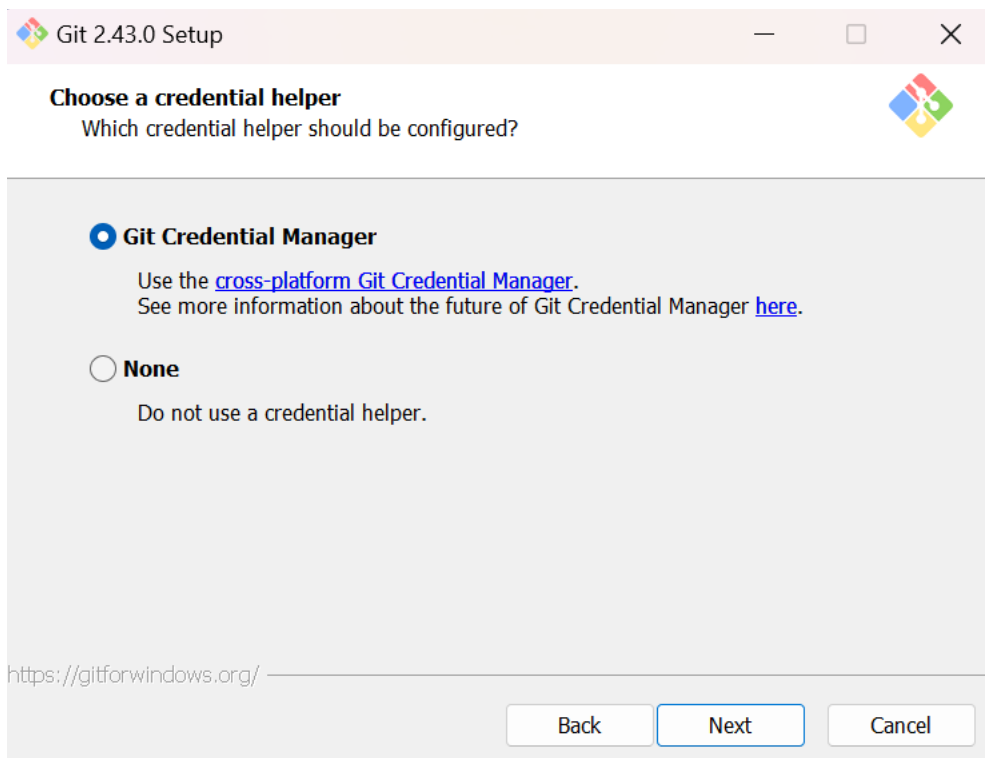 Git 2.43.0 Setup
Choose a credential helper
Which credential helper should be configured?
Git Credential Manager
Use the cross-platform Git Credential Manager.
See more information about the future of Git Credential Manager here.
None
Do not use a credential helper.
https://gitforwindows.org/
Back Next Cancel